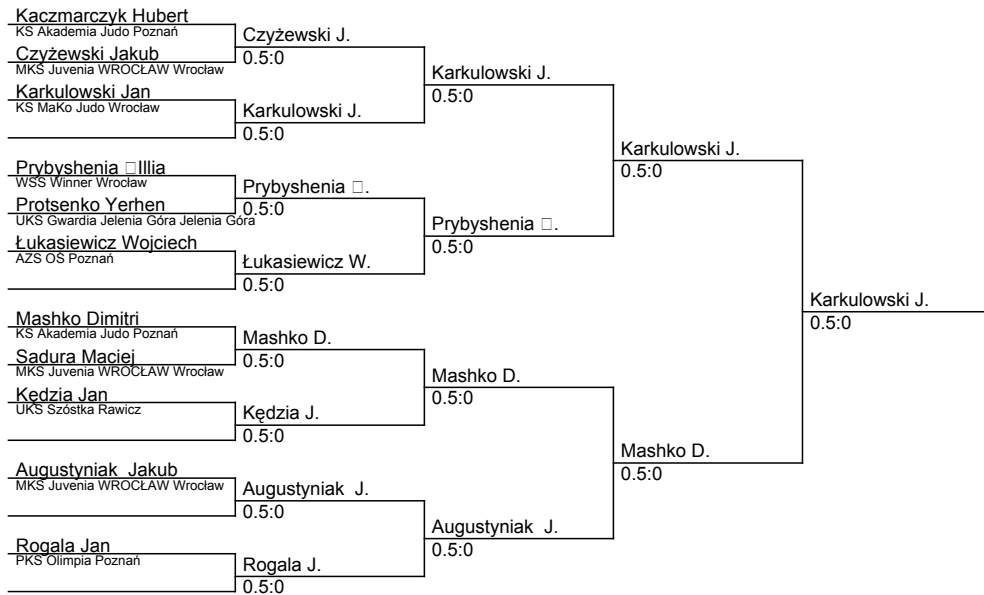 Kaczmarczyk Hubert
KS Akademia Judo Poznań
Czyżewski Jakub
MKS Juvenia WROCŁAW Wrocław
Karkulowski Jan
KS MaKo Judo Wrocław
Prybyshenia □Illia
WSS Winner Wrocław
Protsenko Yerhen
UKS Gwardia Jelenia Góra Jelenia Góra
Łukasiewicz Wojciech
AZS OŚ Poznań
Mashko Dimitri
KS Akademia Judo Poznań
Sadura Maciej
MKS Juvenia WROCŁAW Wrocław
Kędzia Jan
UKS Szóstka Rawicz
Augustyniak  Jakub
MKS Juvenia WROCŁAW Wrocław
Rogala Jan
PKS Olimpia Poznań
Czyżewski J.
0.5:0
Karkulowski J.
0.5:0
Prybyshenia □.
0.5:0
Łukasiewicz W.
0.5:0
Mashko D.
0.5:0
Kędzia J.
0.5:0
Augustyniak  J.
0.5:0
Rogala J.
0.5:0
Karkulowski J.
0.5:0
Prybyshenia □.
0.5:0
Mashko D.
0.5:0
Augustyniak  J.
0.5:0
Karkulowski J.
0.5:0
Mashko D.
0.5:0
Karkulowski J.
0.5:0